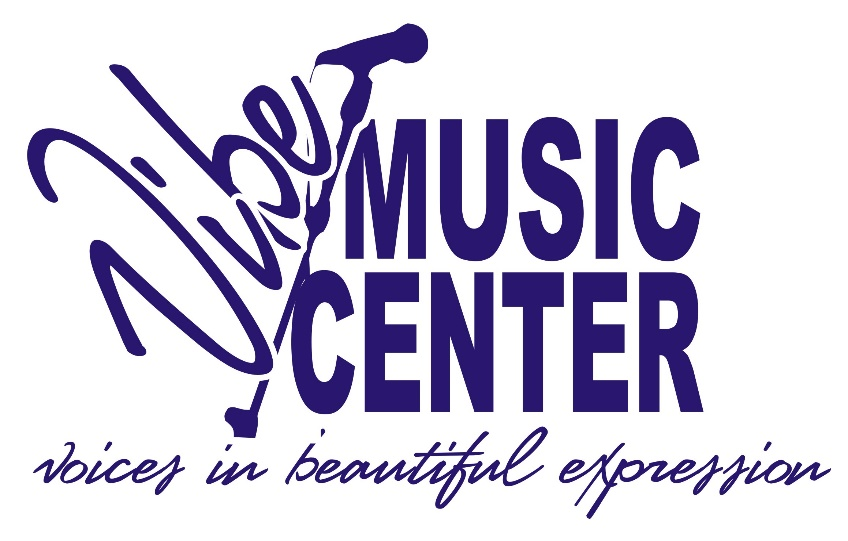 Vibe
MUSIC
CENTER
voices in beautiful expression